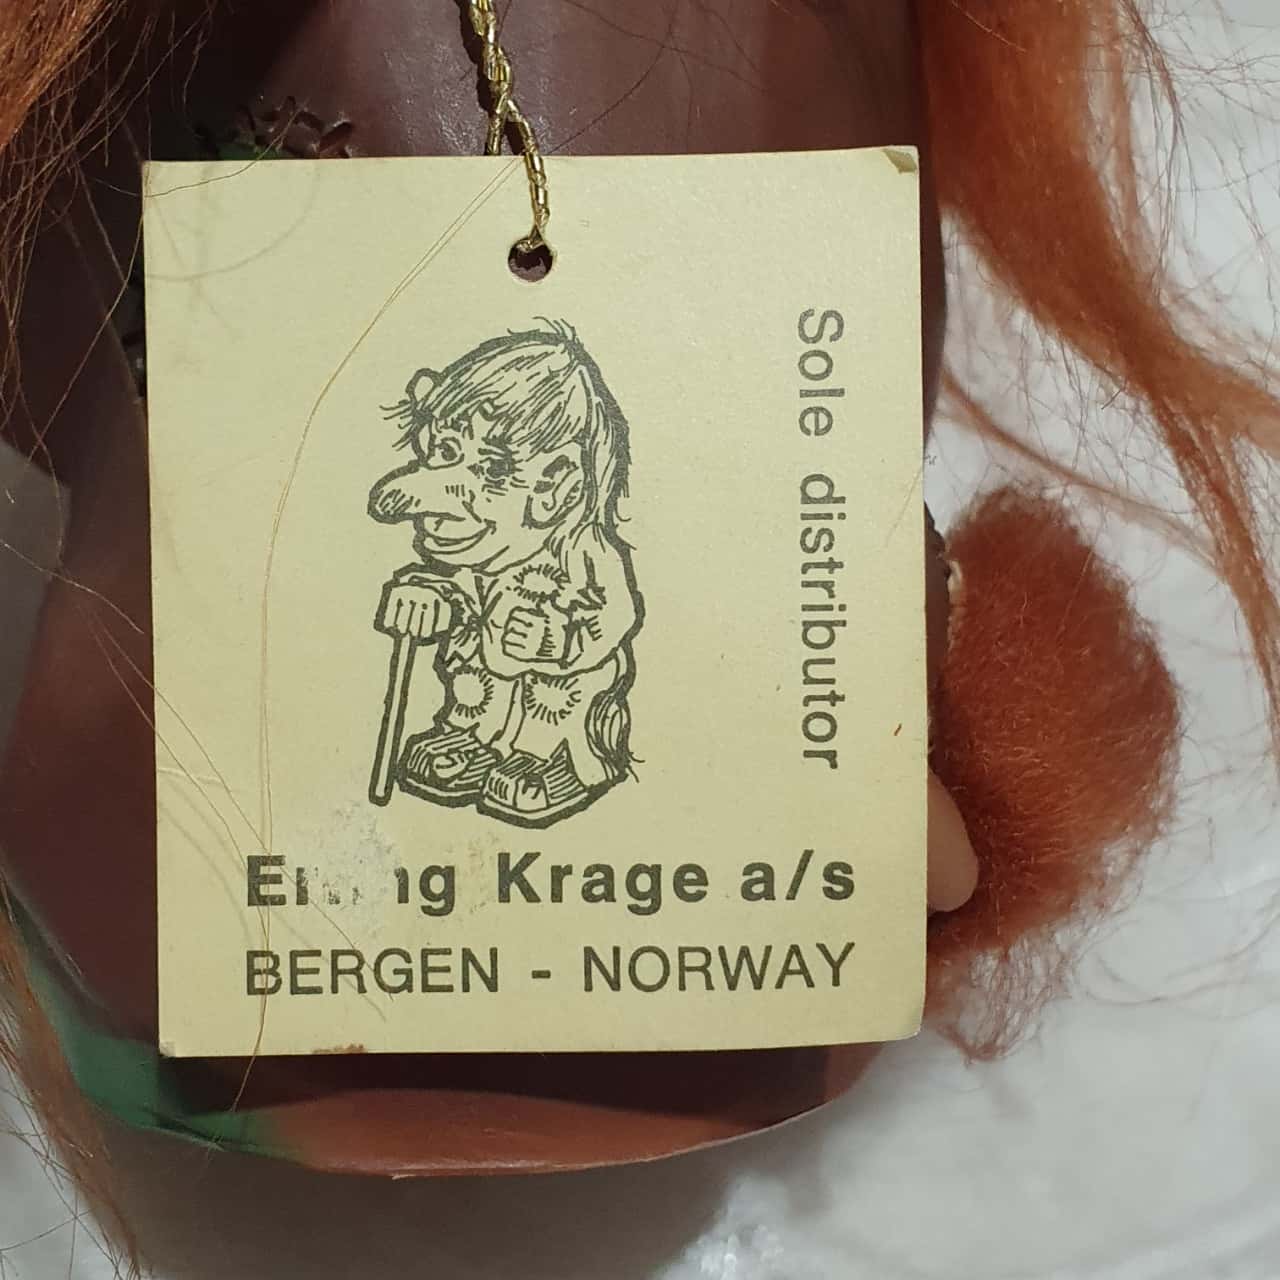 Sole distributor
Krage a/s
BERGEN - NORWAY